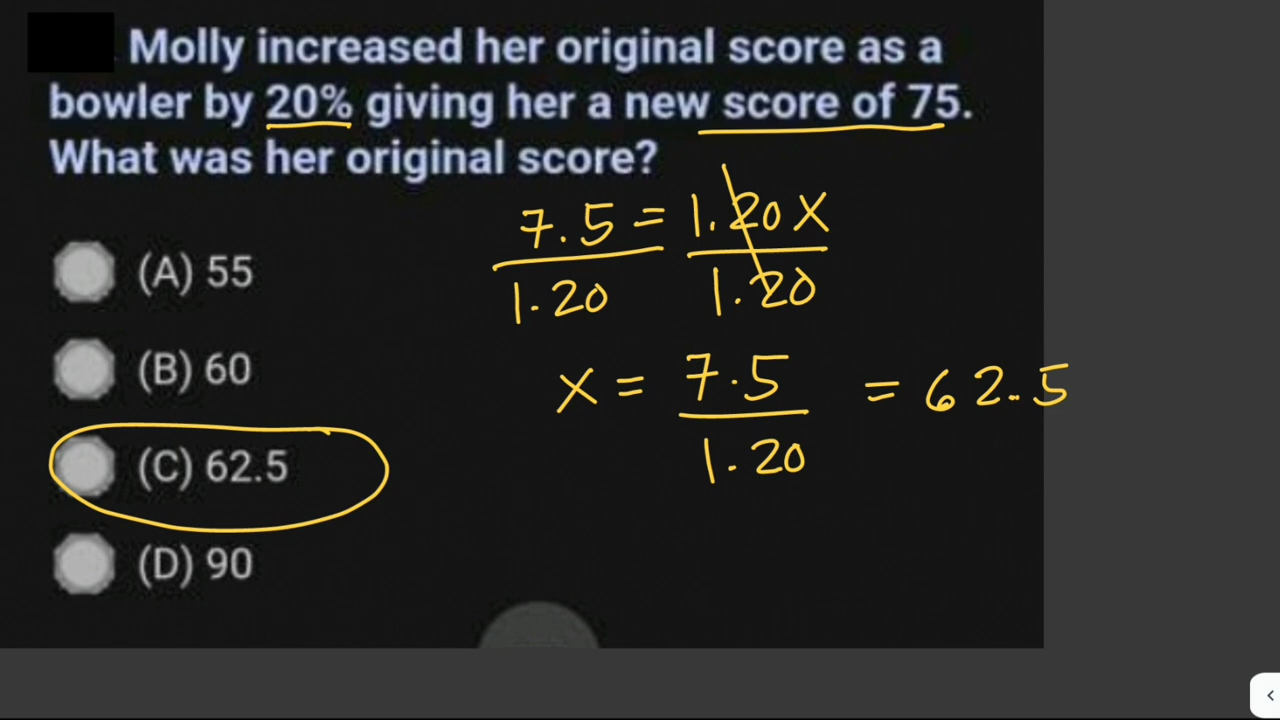 Molly increased her original score as a
bowler by 20% giving her a new score of 75.
What was her original score?
7.5 = 1.20 X
1.20 1.20
(A) 55
(B) 60
X = 7.5 = 62.5
1.20
(C) 62.5
(D) 90